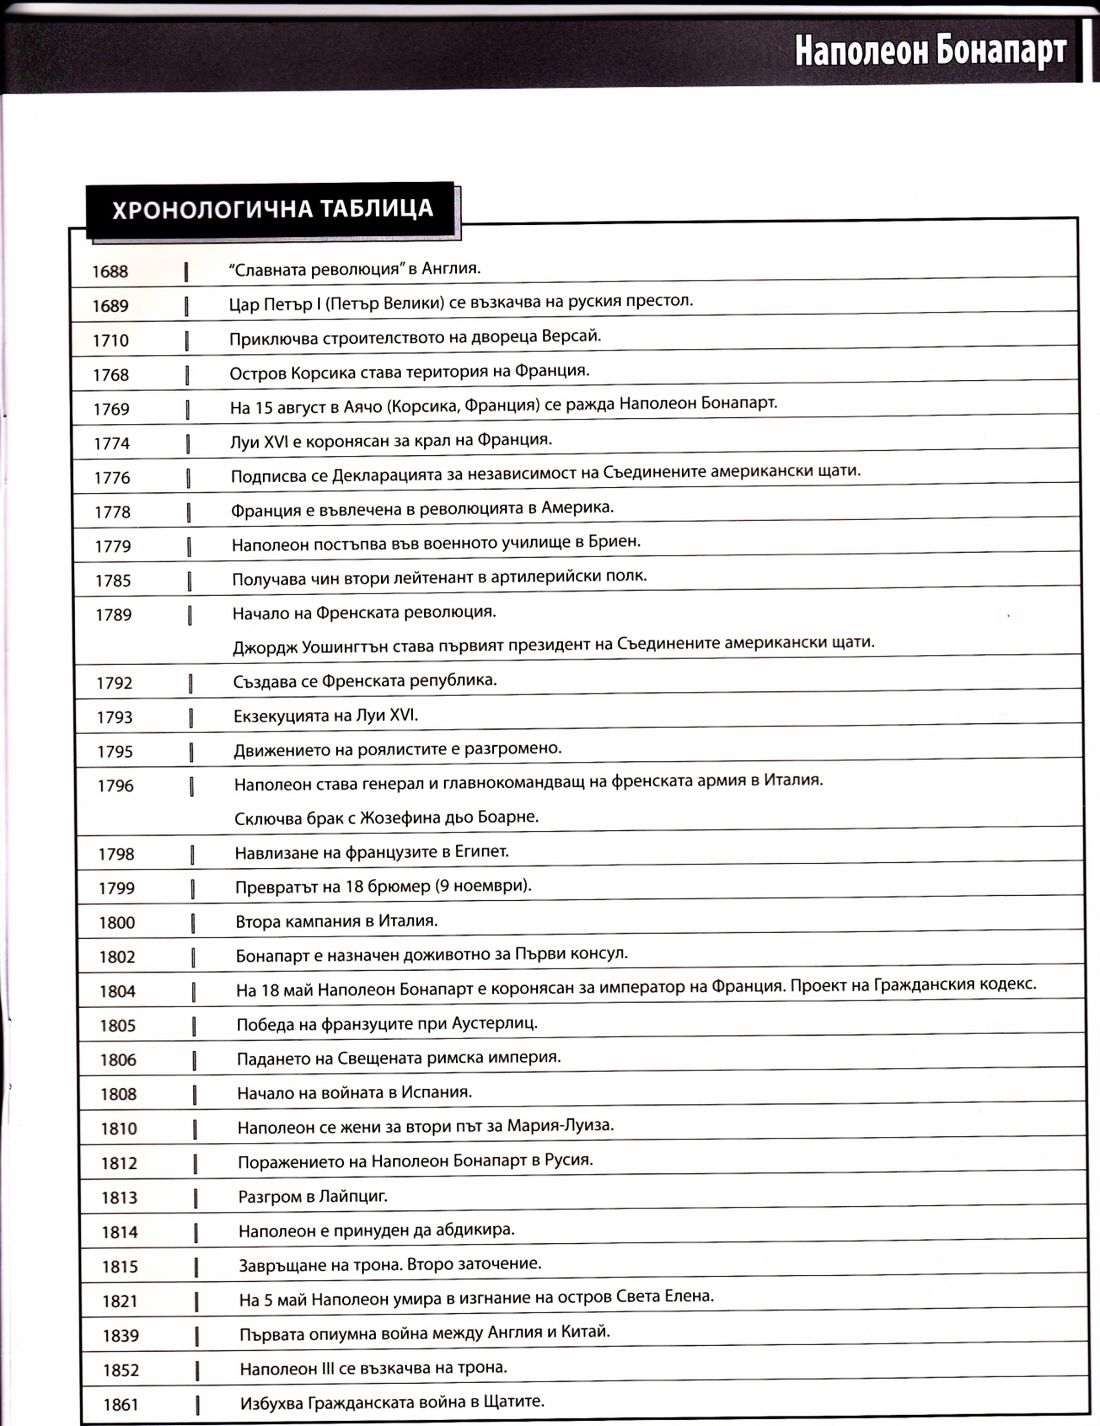 Наполеон Бонапарт
ХРОНОЛОГИЧНА ТАБЛИЦА
1688 “Славната революция” в Англия.
1689 Цар Петър I (Петър Велики) се възкачва на руския престол.
1710 Приключва строителството на двореца Версай.
1768 Остров Корсика става територия на Франция.
1769 На 15 август в Аячо (Корсика, Франция) се ражда Наполеон Бонапарт.
1774 Луи XVI е коронясан за крал на Франция.
1776 Подписва се Декларацията за независимост на Съединените американски щати.
1778 Франция е въвлечена в революцията в Америка.
1779 Наполеон постъпва във военното училище в Бриен.
1785 Получава чин втори лейтенант в артилерийски полк.
1789 Начало на Френската революция.
Джордж Уошингтън става първият президент на Съединените американски щати.
1792 Създава се Френската република.
1793 Екзекуцията на Луи XVI.
1795 Движението на роялистите е разгромено.
1796 Наполеон става генерал и главнокомандващ на френската армия в Италия.
Сключва брак с Жозефина дьо Боарне.
1798 Навлизане на французите в Египет.
1799 Превратът на 18 брюмер (9 ноември).
1800 Втора кампания в Италия.
1802 Бонапарт е назначен доживотно за Първи консул.
1804 На 18 май Наполеон Бонапарт е коронясан за император на Франция. Проект на Гражданския кодекс.
1805 Победа на франзуците при Аустерлиц.
1806 Падането на Свещената римска империя.
1808 Начало на войната в Испания.
1810 Наполеон се жени за втори път за Мария-Луиза.
1812 Поражението на Наполеон Бонапарт в Русия.
1813 Разгром в Лайпциг.
1814 Наполеон е принуден да абдикира.
1815 Завръщане на трона. Второ заточение.
1821 На 5 май Наполеон умира в изгнание на остров Света Елена.
1839 Първата опиумна война между Англия и Китай.
1852 Наполеон III се възкачва на трона.
1861 Избухва Гражданската война в Щатите.